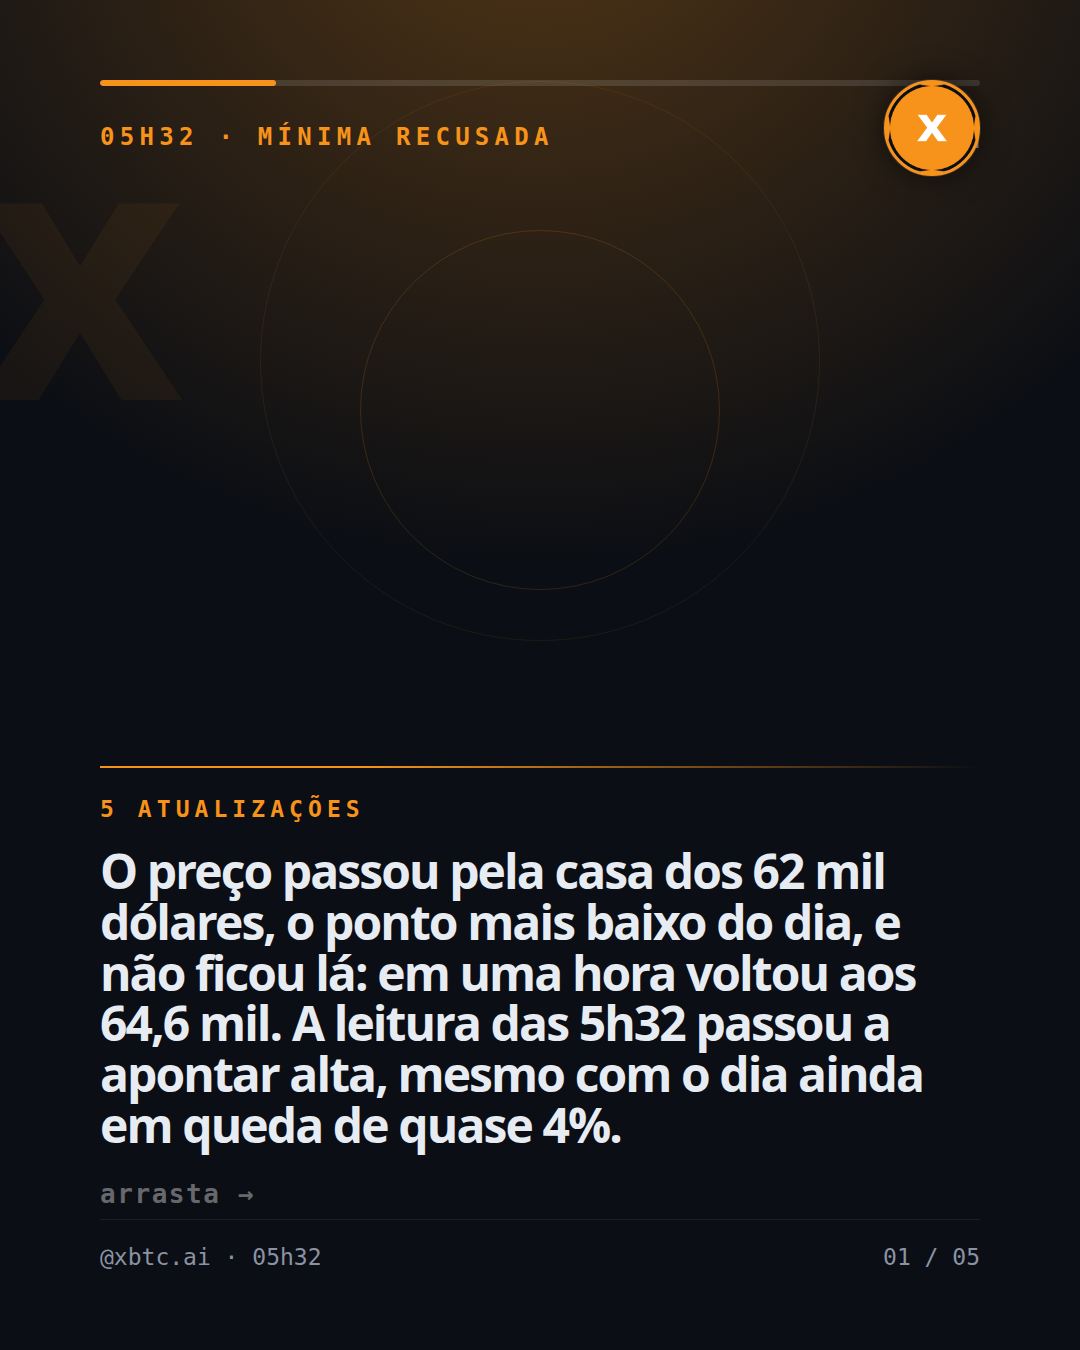 05H32 · MÍNIMA RECUSADA
X
X
5 ATUALIZAÇÕES
O preço passou pela casa dos 62 mil
dólares, o ponto mais baixo do dia, e
não ficou lá: em uma hora voltou aos
64,6 mil. A leitura das 5h32 passou a
apontar alta, mesmo com o dia ainda
em queda de quase 4%.
arrasta →
@xbtc.ai · 05h32
01 / 05